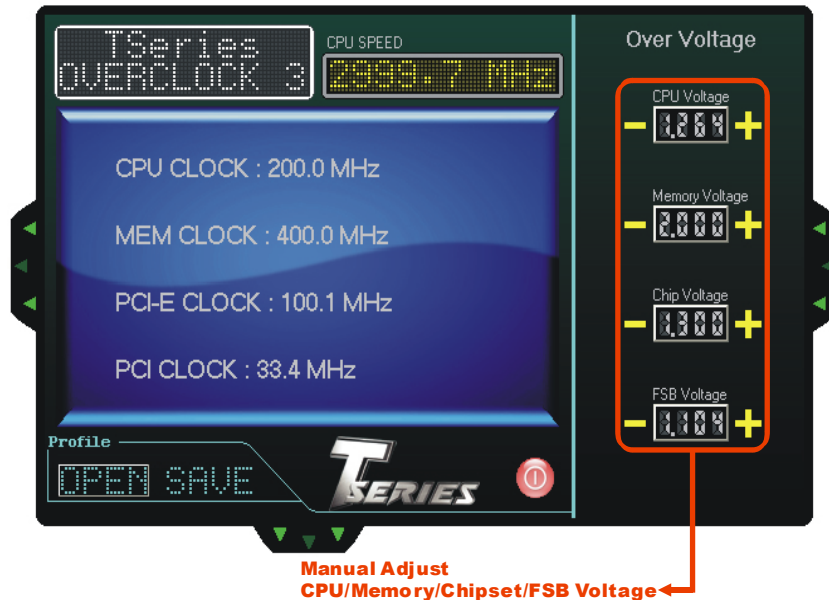 TSeries
OVERCLOCK 3
CPU SPEED
2999.7 MHz
CPU CLOCK : 200.0 MHz
MEM CLOCK : 400.0 MHz
PCI-E CLOCK : 100.1 MHz
PCI CLOCK : 33.4 MHz
Profile
OPEN SAVE
TSERIES
Over Voltage
CPU Voltage
Memory Voltage
2.000
Chip Voltage
1.300
FSB Voltage
1.104
Manual Adjust
CPU/Memory/Chipset/FSB Voltage